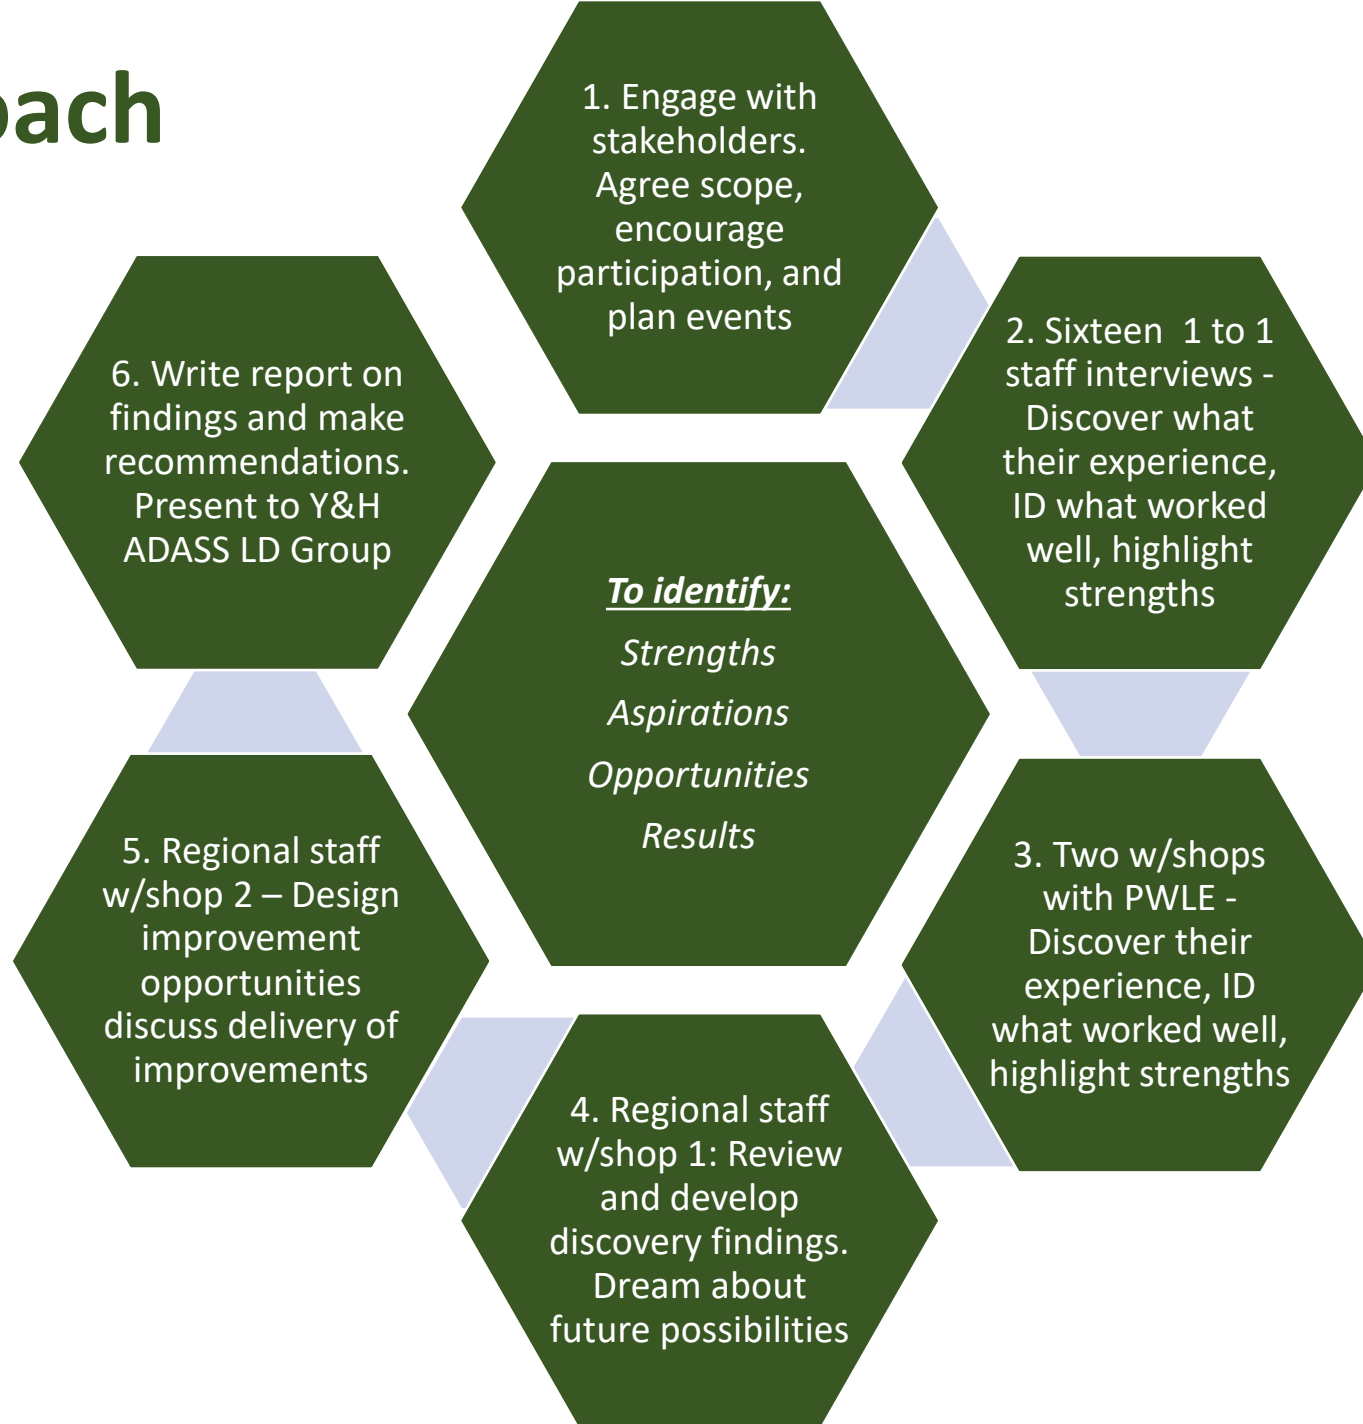 oach
1. Engage with
stakeholders.
Agree scope,
encourage
participation, and
plan events
2. Sixteen  1 to 1
staff interviews -
Discover what
their experience,
ID what worked
well, highlight
strengths
3. Two w/shops
with PWLE -
Discover their
experience, ID
what worked well,
highlight strengths
4. Regional staff
w/shop 1: Review
and develop
discovery findings.
Dream about
future possibilities
5. Regional staff
w/shop 2 – Design
improvement
opportunities
discuss delivery of
improvements
6. Write report on
findings and make
recommendations.
Present to Y&H
ADASS LD Group
To identify:
Strengths
Aspirations
Opportunities
Results